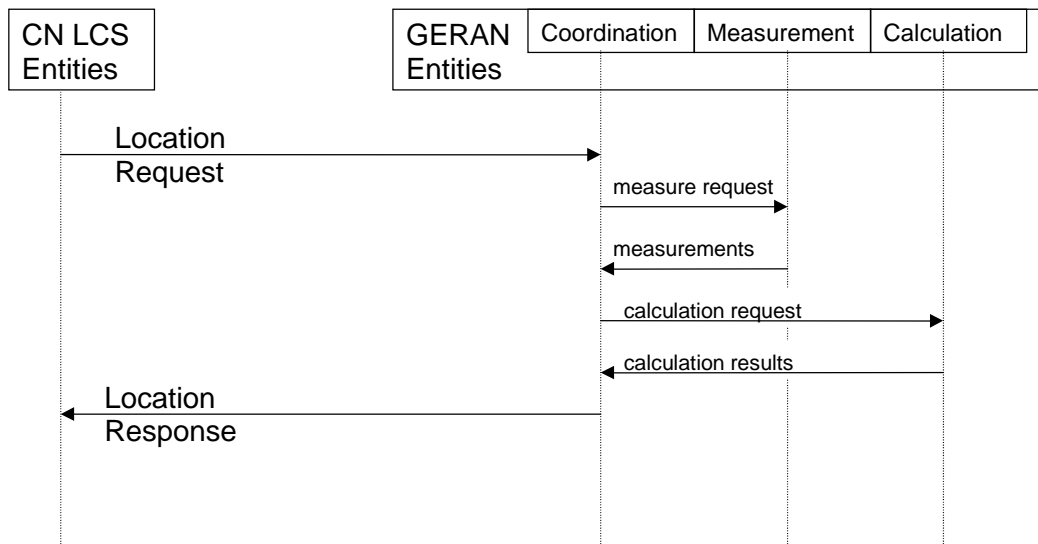 CN LCS
Entities
GERAN
Entities
Coordination
Measurement
Calculation
Location
Request
measure request
measurements
calculation request
calculation results
Location
Response